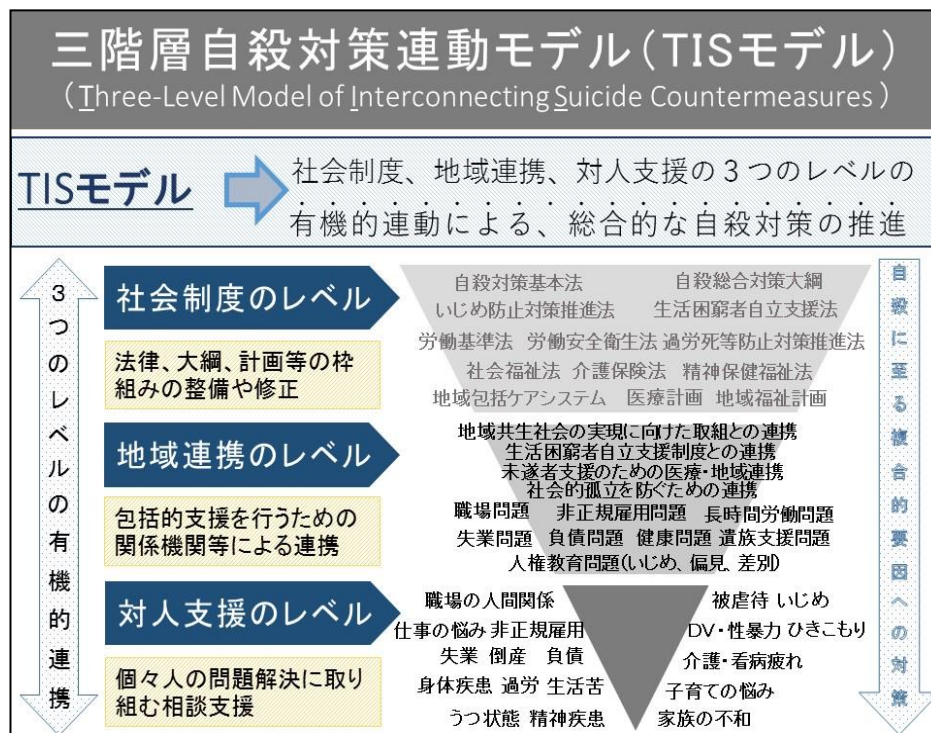 三階層自殺対策連動モデル(TISモデル)
(Three-Level Model of Interconnecting Suicide Countermeasures)
TISモデル
社会制度、地域連携、対人支援の3つのレベルの
有機的連動による、総合的な自殺対策の推進
3つのレベルの有機的連携
社会制度のレベル
法律、大綱、計画等の枠
組みの整備や修正
自殺対策基本法 自殺総合対策大綱
いじめ防止対策推進法 生活困窮者自立支援法
労働基準法 労働安全衛生法 過労死等防止対策推進法
社会福祉法 介護保険法 精神保健福祉法
地域包括ケアシステム 医療計画 地域福祉計画
地域連携のレベル
包括的支援を行うための
関係機関等による連携
地域共生社会の実現に向けた取組との連携
生活困窮者自立支援制度との連携
未遂者支援のための医療・地域連携
社会的孤立を防ぐための連携
職場問題 非正規雇用問題 長時間労働問題
失業問題 負債問題 健康問題 遺族支援問題
人権教育問題(いじめ、偏見、差別)
対人支援のレベル
個々人の問題解決に取り
組む相談支援
職場の人間関係 被虐待 いじめ
仕事の悩み 非正規雇用 DV・性暴力 ひきこもり
失業 倒産 負債 介護・看病疲れ
身体疾患 過労 生活苦 子育ての悩み
うつ状態 精神疾患 家族の不和
自殺に至る複合的要因への対策